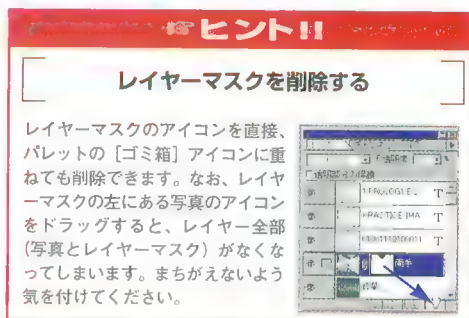 ヒント!!
レイヤーマスクを削除する
レイヤーマスクのアイコンを直接、
パレットの［ゴミ箱］アイコンに重
ねても削除できます。なお、レイヤ
ーマスクの左にある写真のアイコン
をドラッグすると、レイヤー全部
(写真とレイヤーマスク）がなくな
ってしまいます。まちがえないよう
気を付けてください。
T
T
T
両手
背景